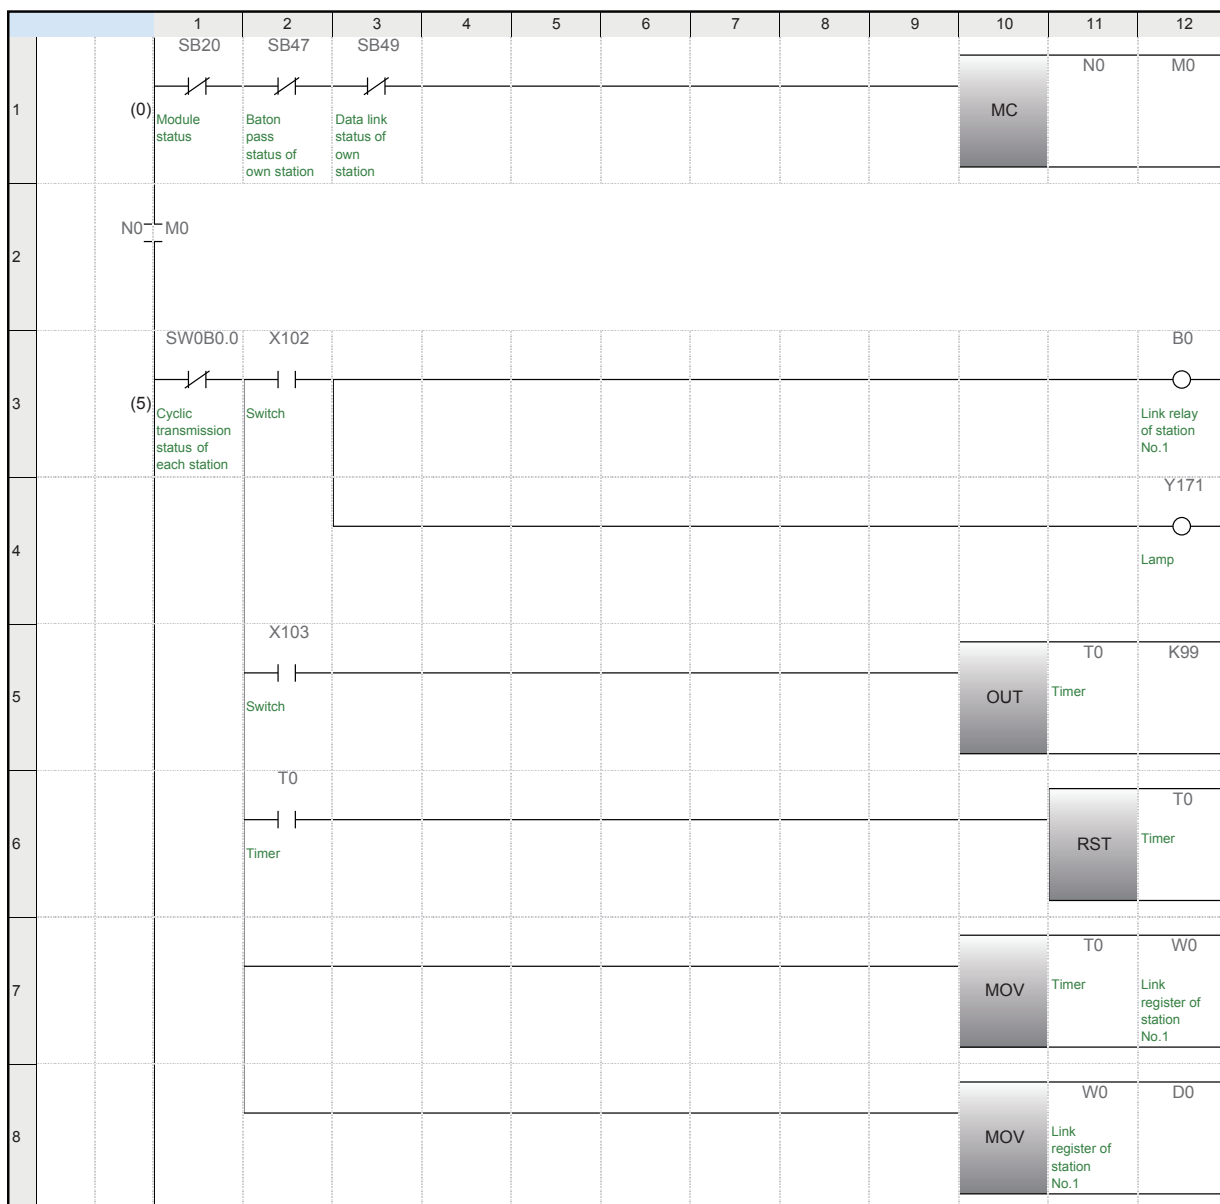 1 2 3 4 5 6 7 8 9 10 11 12
SB20 SB47 SB49 N0 M0
1 (0) MC
Module
status
Baton
pass
status of
own station
Data link
status of
own
station
N0 M0
2
SW0B0.0 X102 B0
3 (5)
Cyclic
transmission
status of
each station
Switch
Link relay
of station
No.1
Y171
4
Lamp
X103 T0 K99
5 OUT
Switch
Timer
T0 T0
6 RST
Timer
Timer
T0 W0
7 MOV
Timer
Link
register of
station
No.1
W0 D0
8 MOV
Link
register of
station
No.1